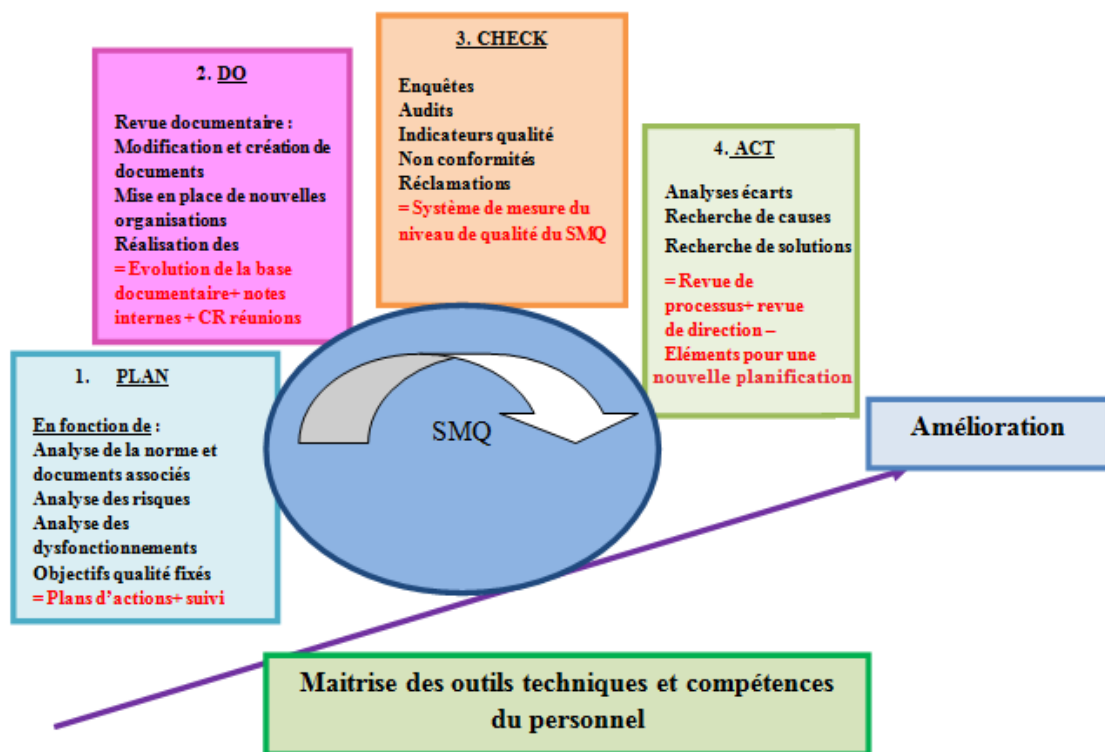 1. PLAN
En fonction de :
Analyse de la norme et
documents associés
Analyse des risques
Analyse des
dysfonctionnements
Objectifs qualité fixés
= Plans d'actions+ suivi
2. DO
Revue documentaire :
Modification et création de
documents
Mise en place de nouvelles
organisations
Réalisation des
= Evolution de la base
documentaire+ notes
internes + CR réunions
3. CHECK
Enquêtes
Audits
Indicateurs qualité
Non conformités
Réclamations
= Système de mesure du
niveau de qualité du SMQ
4. ACT
Analyses écarts
Recherche de causes
Recherche de solutions
= Revue de
processus+ revue
de direction –
Eléments pour une
nouvelle planification
SMQ
Amélioration
Maitrise des outils techniques et compétences
du personnel